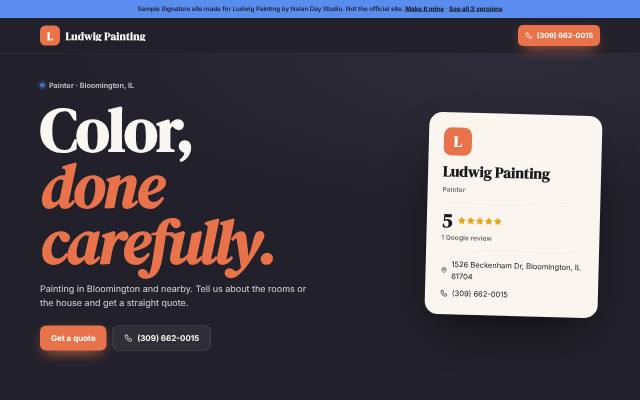 Sample Signature site made for Ludwig Painting by Nolan Day Studio. Not the official site. Make it mine · See all 3 versions
L Ludwig Painting
(309) 662-0015
Painter · Bloomington, IL
Color,
done
carefully.
Painting in Bloomington and nearby. Tell us about the rooms or
the house and get a straight quote.
Get a quote
(309) 662-0015
L
Ludwig Painting
Painter
5
1 Google review
1526 Beckenham Dr, Bloomington, IL
61704
(309) 662-0015